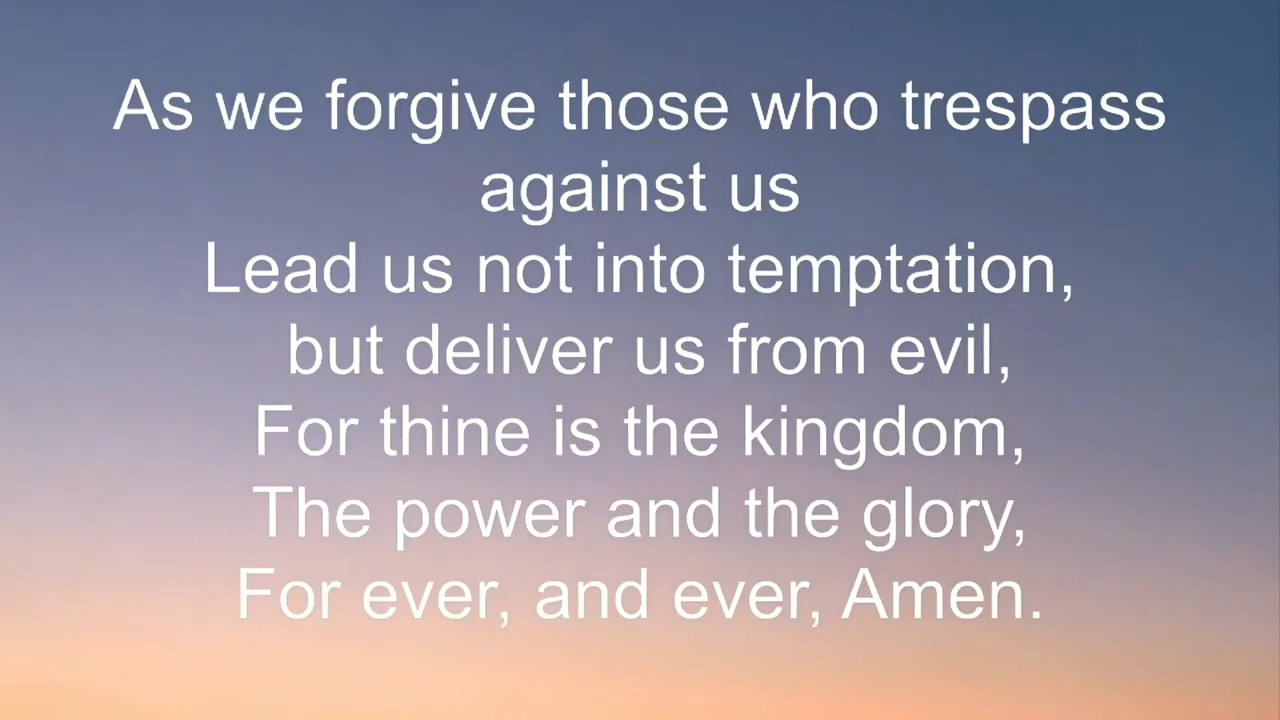 As we forgive those who trespass
against us
Lead us not into temptation,
but deliver us from evil,
For thine is the kingdom,
The power and the glory,
For ever, and ever, Amen.